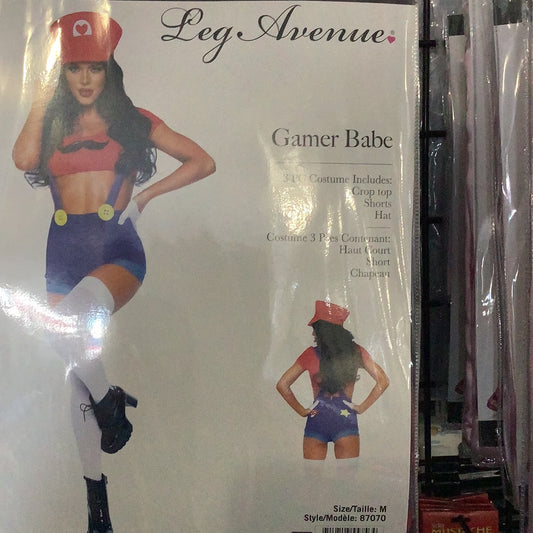 Leg Avenue
Gamer Babe
3 PC Costume Includes:
Crop top
Shorts
Hat
Costume 3 Pces Contenant:
Haut Court
Short
Chapeau
Size/Taille: M
Style/Modèle: 87070
MUSTACHE